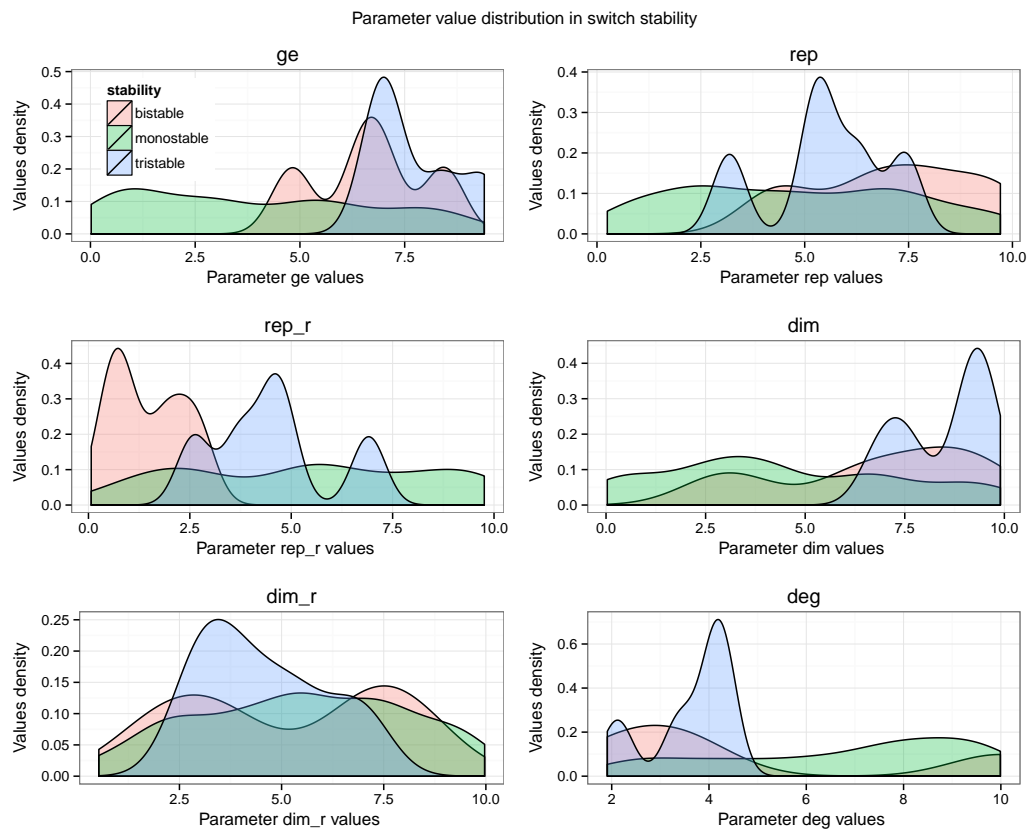 Parameter value distribution in switch stability
ge
Values density
0.5
0.4
0.3
0.2
0.1
0.0
stability
bistable
monostable
tristable
0.0 2.5 5.0 7.5
Parameter ge values
rep
Values density
0.4
0.3
0.2
0.1
0.0
0.0 2.5 5.0 7.5 10.0
Parameter rep values
rep_r
Values density
0.4
0.3
0.2
0.1
0.0
0.0 2.5 5.0 7.5 10.0
Parameter rep_r values
dim
Values density
0.4
0.3
0.2
0.1
0.0
0.0 2.5 5.0 7.5 10.0
Parameter dim values
dim_r
Values density
0.25
0.20
0.15
0.10
0.05
0.00
2.5 5.0 7.5 10.0
Parameter dim_r values
deg
Values density
0.6
0.4
0.2
0.0
2 4 6 8 10
Parameter deg values